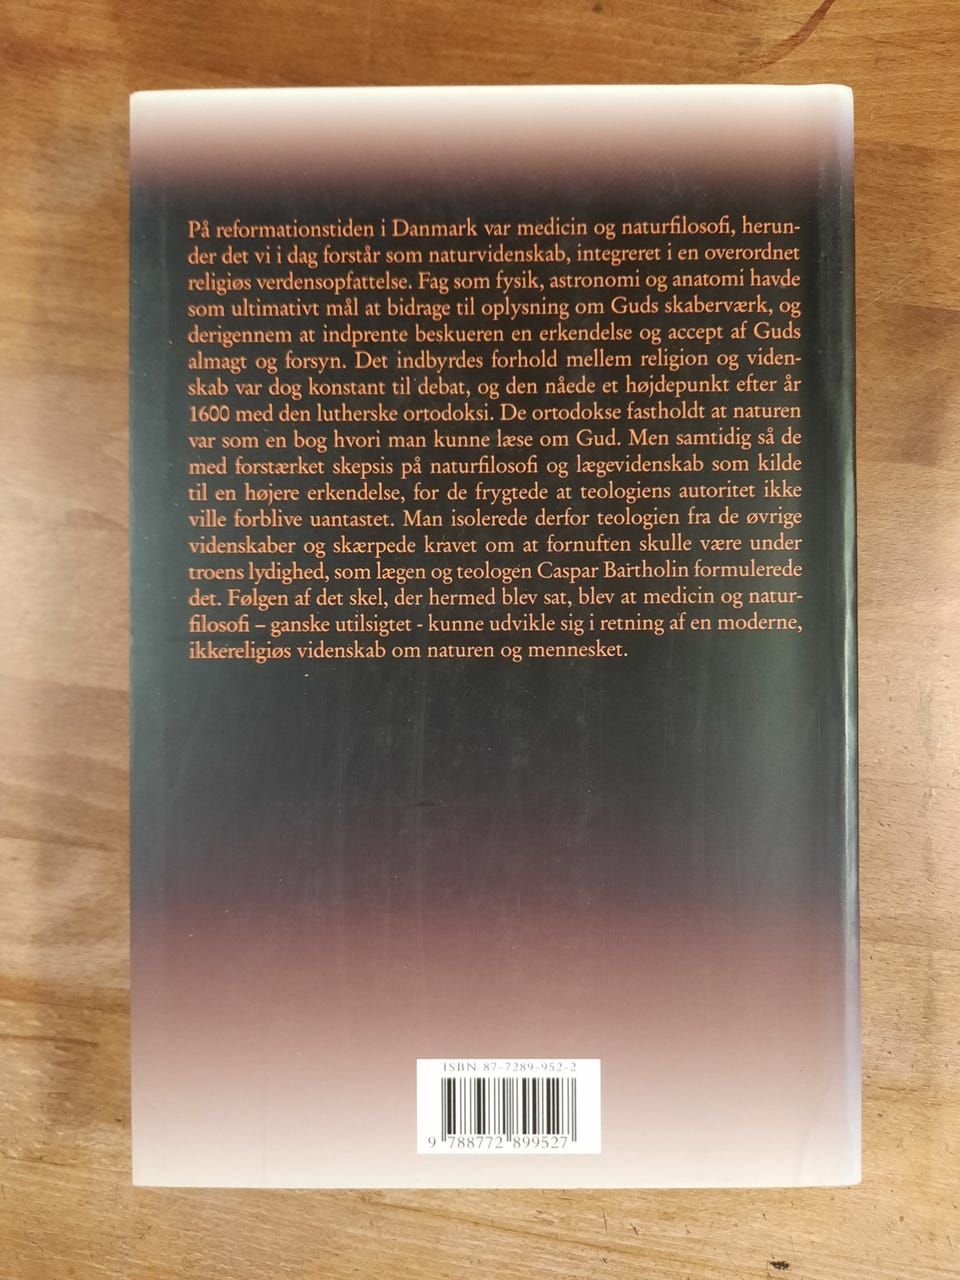 På reformationstiden i Danmark var medicin og naturfilosofi, herun-
der det vi i dag forstår som naturvidenskab, integreret i en overordnet
religiøs verdensopfattelse. Fag som fysik, astronomi og anatomi havde
som ultimativt mål at bidrage til oplysning om Guds skaberværk, og
derigennem at indprente beskueren en erkendelse og accept af Guds
almagt og forsyn. Det indbyrdes forhold mellem religion og viden-
skab var dog konstant til debat, og den nåede et højdepunkt efter år
1600 med den lutherske ortodoksi. De ortodokse fastholdt at naturen
var som en bog hvori man kunne læse om Gud. Men samtidig så de
med forstærket skepsis på naturfilosofi og lægevidenskab som kilde
til en højere erkendelse, for de frygtede at teologiens autoritet ikke
ville forblive uantastet. Man isolerede derfor teologien fra de øvrige
videnskaber og skærpede kravet om at fornuften skulle være under
troens lydighed, som lægen og teologen Caspar Bartholin formulerede
det. Følgen af det skel, der hermed blev sat, blev at medicin og natur-
filosofi – ganske utilsigtet - kunne udvikle sig i retning af en moderne,
ikkereligiøs videnskab om naturen og mennesket.
ISBN 87-7289-952-2
9 788772 899527